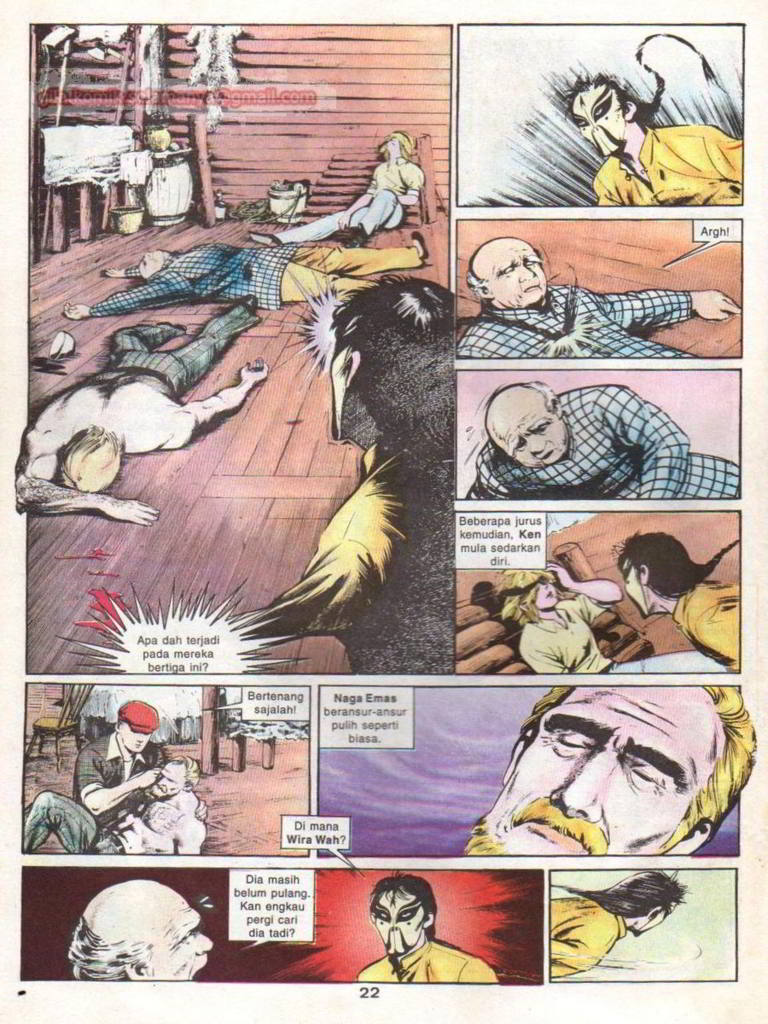 Argh!
Apa dah terjadi
pada mereka
bertiga ini?
Beberapa jurus
kemudian, Ken
mula sedarkan
diri.
Bertenang
sajalah!
Naga Emas
beransur-ansur
pulih seperti
biasa.
Di mana
Wira Wah?
Dia masih
belum pulang.
Kan engkau
pergi cari
dia tadi?
22